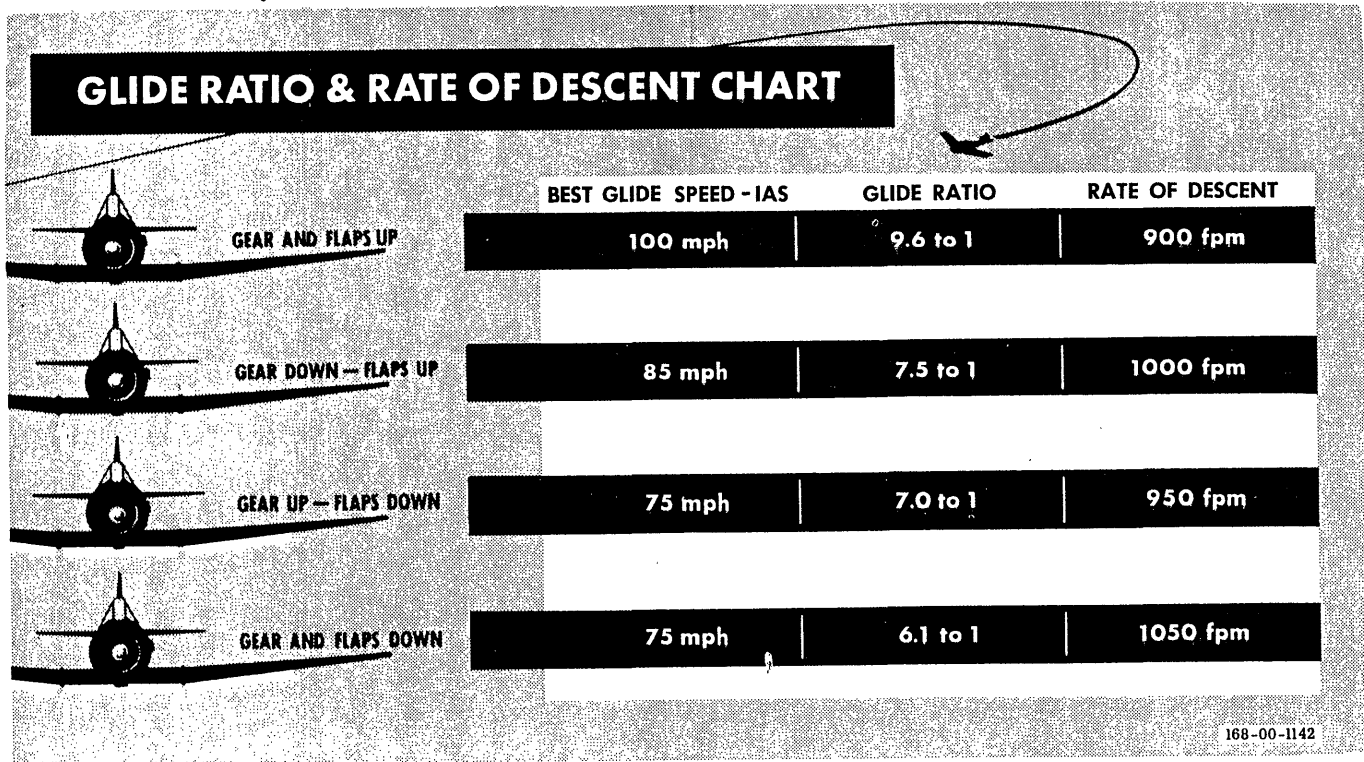 GLIDE RATIO & RATE OF DESCENT CHART
BEST GLIDE SPEED - IAS GLIDE RATIO RATE OF DESCENT
GEAR AND FLAPS UP 100 mph 9.6 to 1 900 fpm
GEAR DOWN — FLAPS UP 85 mph 7.5 to 1 1000 fpm
GEAR UP — FLAPS DOWN 75 mph 7.0 to 1 950 fpm
GEAR AND FLAPS DOWN 75 mph 6.1 to 1 1050 fpm
168-00-1142